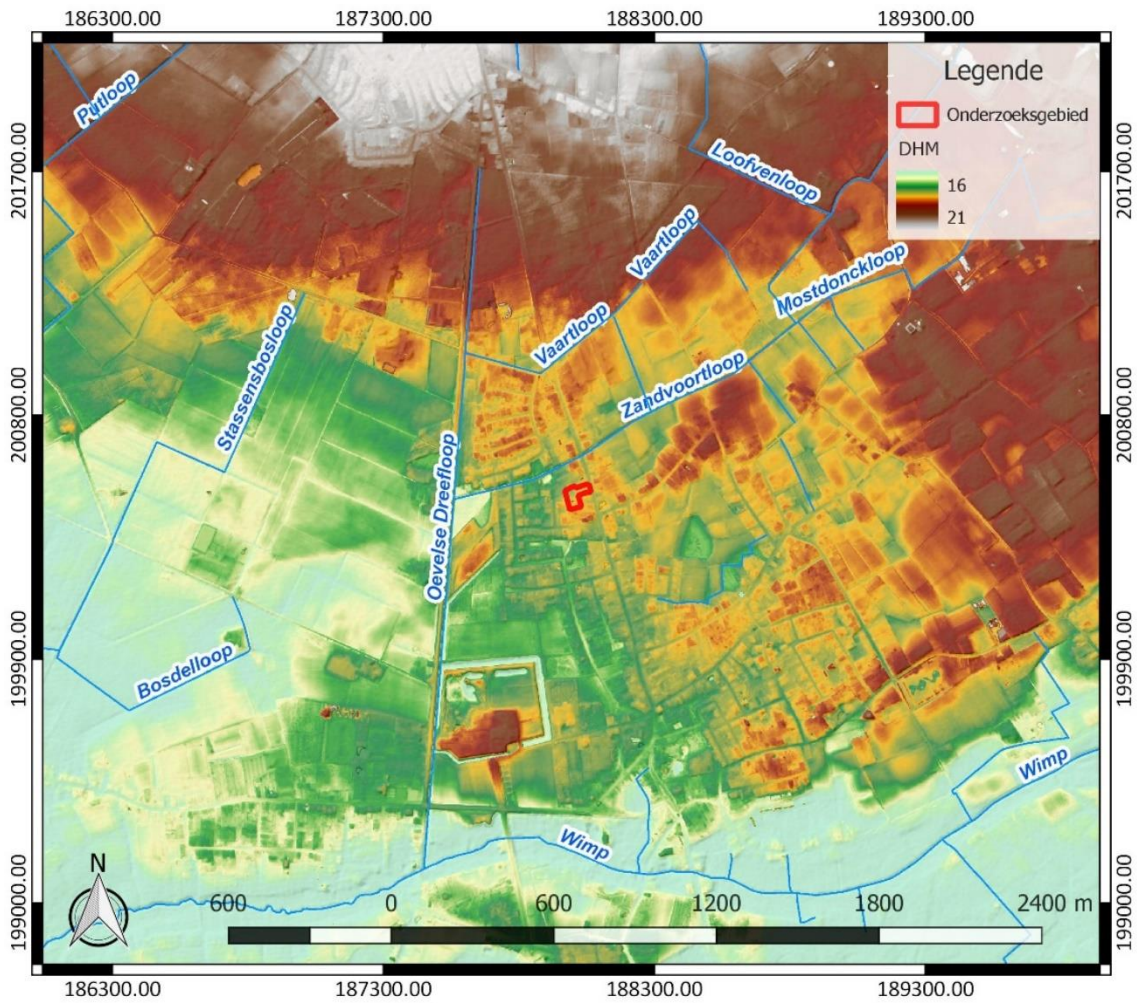 186300.00 187300.00 188300.00 189300.00
Legende
Onderzoeksgebied
DHM
16
21
Putloop
Loofvenloop
201700.00 201700.00
Vaartloop
Mostdonckloop
Vaartloop
Stassensbosloop
Zandvoortloop
200800.00 200800.00
Oevelse Dreefloop
Bosdelloop
199900.00 199900.00
Wimp
Wimp
N
600 0 600 1200 1800 2400 m
199000.00 199000.00
186300.00 187300.00 188300.00 189300.00